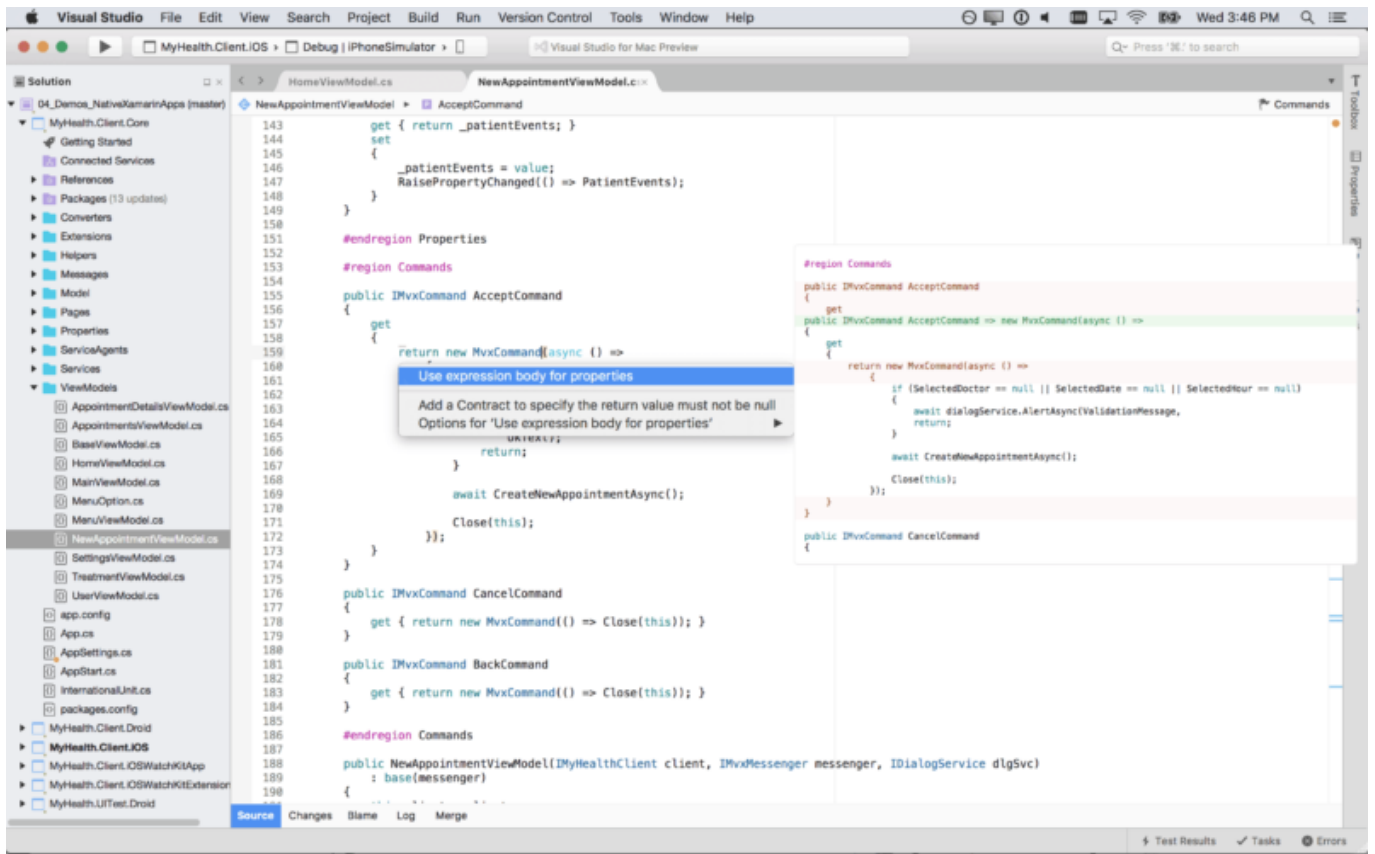 Visual Studio File Edit View Search Project Build Run Version Control Tools Window Help Wed 3:46 PM
MyHealth.Client.iOS Debug | iPhoneSimulator Visual Studio for Mac Preview Press '⌘.' to search
Solution
04_Demos_NativeXamarinApps (master)
MyHealth.Client.Core
Getting Started
Connected Services
References
Packages (13 updates)
Converters
Extensions
Helpers
Messages
Model
Pages
Properties
ServiceAgents
Services
ViewModels
AppointmentDetailsViewModel.cs
AppointmentsViewModel.cs
BaseViewModel.cs
HomeViewModel.cs
MainViewModel.cs
MenuOption.cs
MenuViewModel.cs
NewAppointmentViewModel.cs
SettingsViewModel.cs
TreatmentViewModel.cs
UserViewModel.cs
app.config
App.cs
AppSettings.cs
AppStart.cs
InternationalUnit.cs
packages.config
MyHealth.Client.Droid
MyHealth.Client.iOS
MyHealth.Client.iOSWatchKitApp
MyHealth.Client.iOSWatchKitExtension
MyHealth.UITest.Droid
HomeViewModel.cs NewAppointmentViewModel.c
NewAppointmentViewModel AcceptCommand Commands
143 get { return _patientEvents; }
144 set
145 {
146 _patientEvents = value;
147 RaisePropertyChanged(() => PatientEvents);
148 }
149 }
150
151 #endregion Properties
152
153 #region Commands
154
155 public IMvxCommand AcceptCommand
156 {
157 get
158 {
159 return new MvxCommand(async () =>
160
161
162
163
164
165 OkText);
166 return;
167 }
168
169 await CreateNewAppointmentAsync();
170
171 Close(this);
172 });
173 }
174 }
175
176 public IMvxCommand CancelCommand
177 {
178 get { return new MvxCommand(() => Close(this)); }
179 }
180
181 public IMvxCommand BackCommand
182 {
183 get { return new MvxCommand(() => Close(this)); }
184 }
185
186 #endregion Commands
187
188 public NewAppointmentViewModel(IMyHealthClient client, IMvxMessenger messenger, IDialogService dlgSvc)
189 : base(messenger)
190 {
Use expression body for properties
Add a Contract to specify the return value must not be null
Options for 'Use expression body for properties'
#region Commands
public IMvxCommand AcceptCommand
{
get
public IMvxCommand AcceptCommand => new MvxCommand(async () =>
{
get
{
return new MvxCommand(async () =>
{
if (SelectedDoctor == null || SelectedDate == null || SelectedHour == null)
{
await dialogService.AlertAsync(ValidationMessage,
return;
}
await CreateNewAppointmentAsync();
Close(this);
});
}
}
public IMvxCommand CancelCommand
{
Toolbox
Properties
Source Changes Blame Log Merge
Test Results Tasks Errors